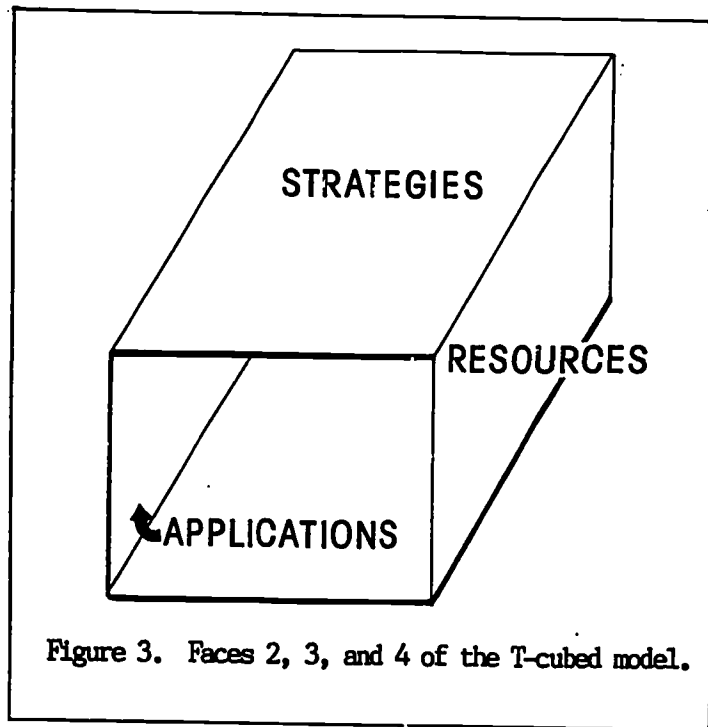 STRATEGIES
RESOURCES
APPLICATIONS
Figure 3. Faces 2, 3, and 4 of the T-cubed model.